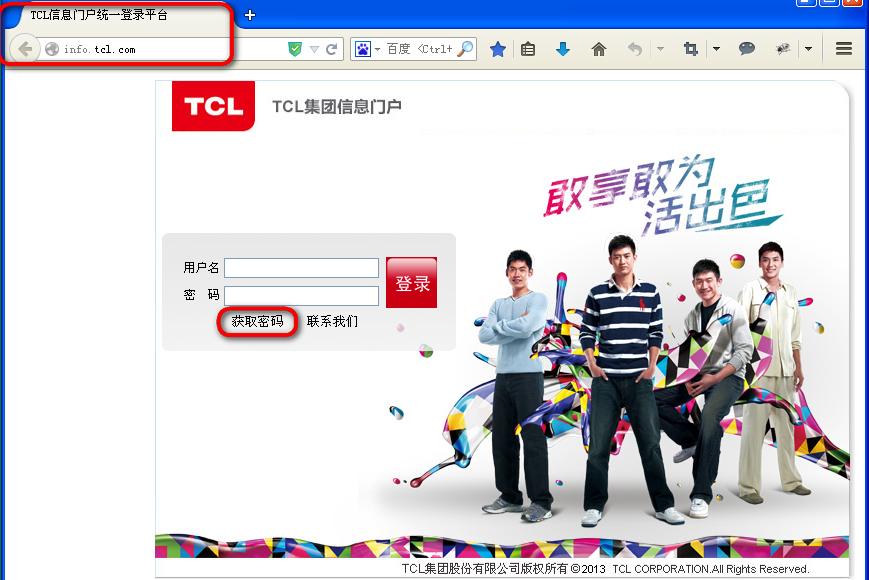 TCL信息门户统一登录平台
info.tcl.com
百度 <Ctrl+
TCL
TCL集团信息门户
敢享敢为
活出色
用户名
密 码
登录
获取密码 联系我们
TCL集团股份有限公司版权所有 ©2013 TCL CORPORATION.All Rights Reserved.